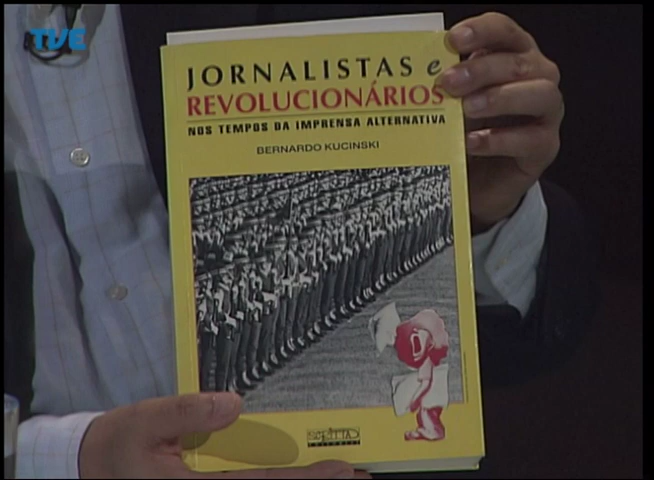 TVE
JORNALISTAS e
REVOLUCIONÁRIOS
NOS TEMPOS DA IMPRENSA ALTERNATIVA
BERNARDO KUCINSKI